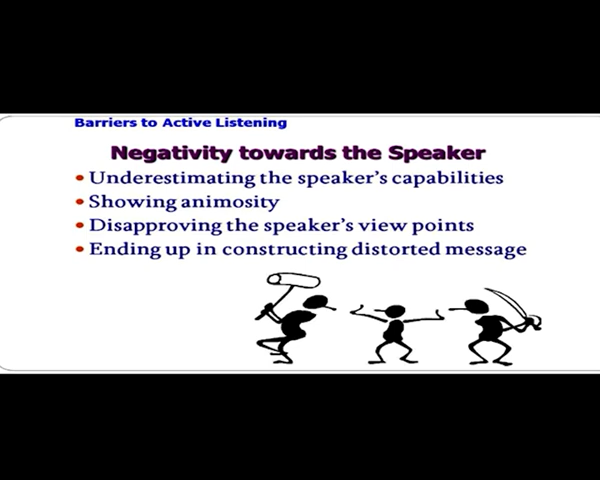 Barriers to Active Listening
Negativity towards the Speaker
• Underestimating the speaker's capabilities
• Showing animosity
• Disapproving the speaker's view points
• Ending up in constructing distorted message